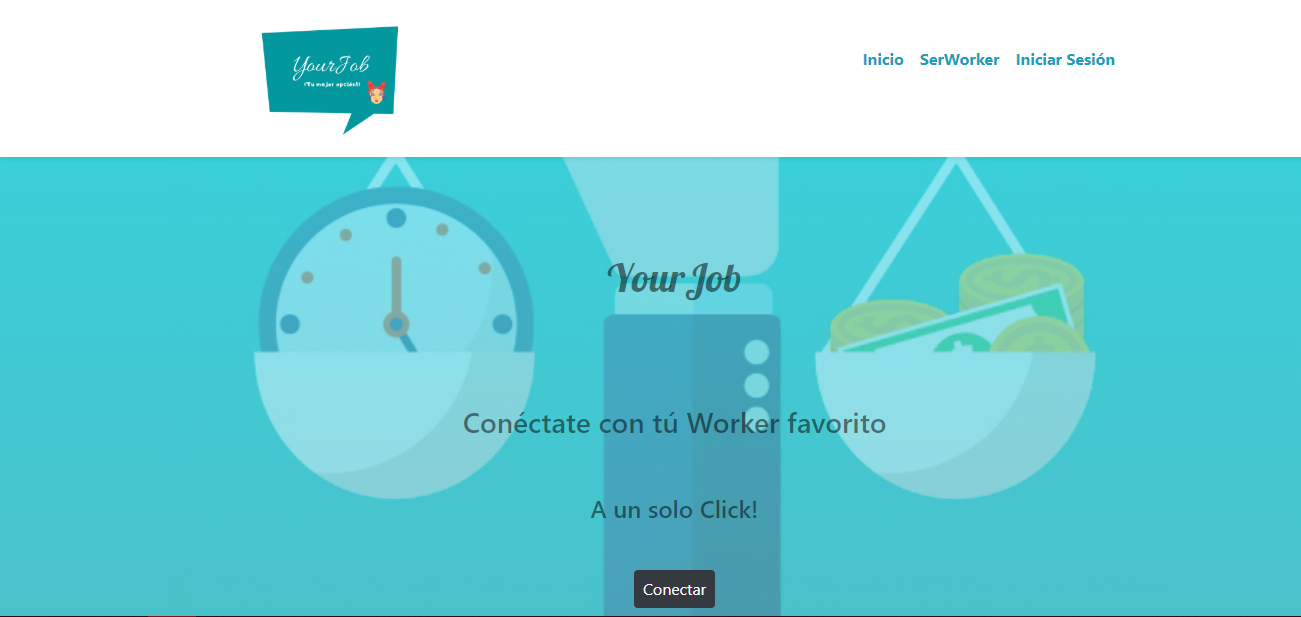 YourJob
¡Tu mejor opción!
Inicio SerWorker Iniciar Sesión
YourJob
Conéctate con tú Worker favorito
A un solo Click!
Conectar